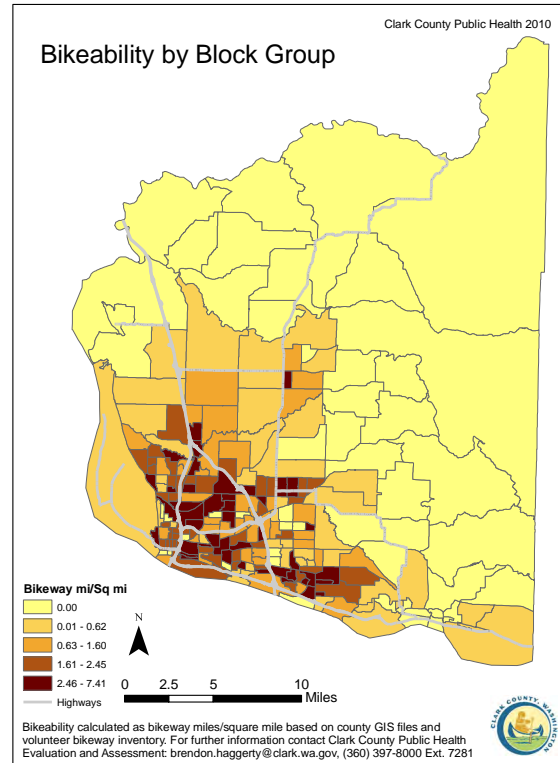 Clark County Public Health 2010
Bikeability by Block Group
Bikeway mi/Sq mi
0.00
0.01 - 0.62
0.63 - 1.60
1.61 - 2.45
2.46 - 7.41
Highways
N
0 2.5 5 10
Miles
CLARK COUNTY, WASHINGTON
Bikeability calculated as bikeway miles/square mile based on county GIS files and
volunteer bikeway inventory. For further information contact Clark County Public Health
Evaluation and Assessment: brendon.haggerty@clark.wa.gov, (360) 397-8000 Ext. 7281